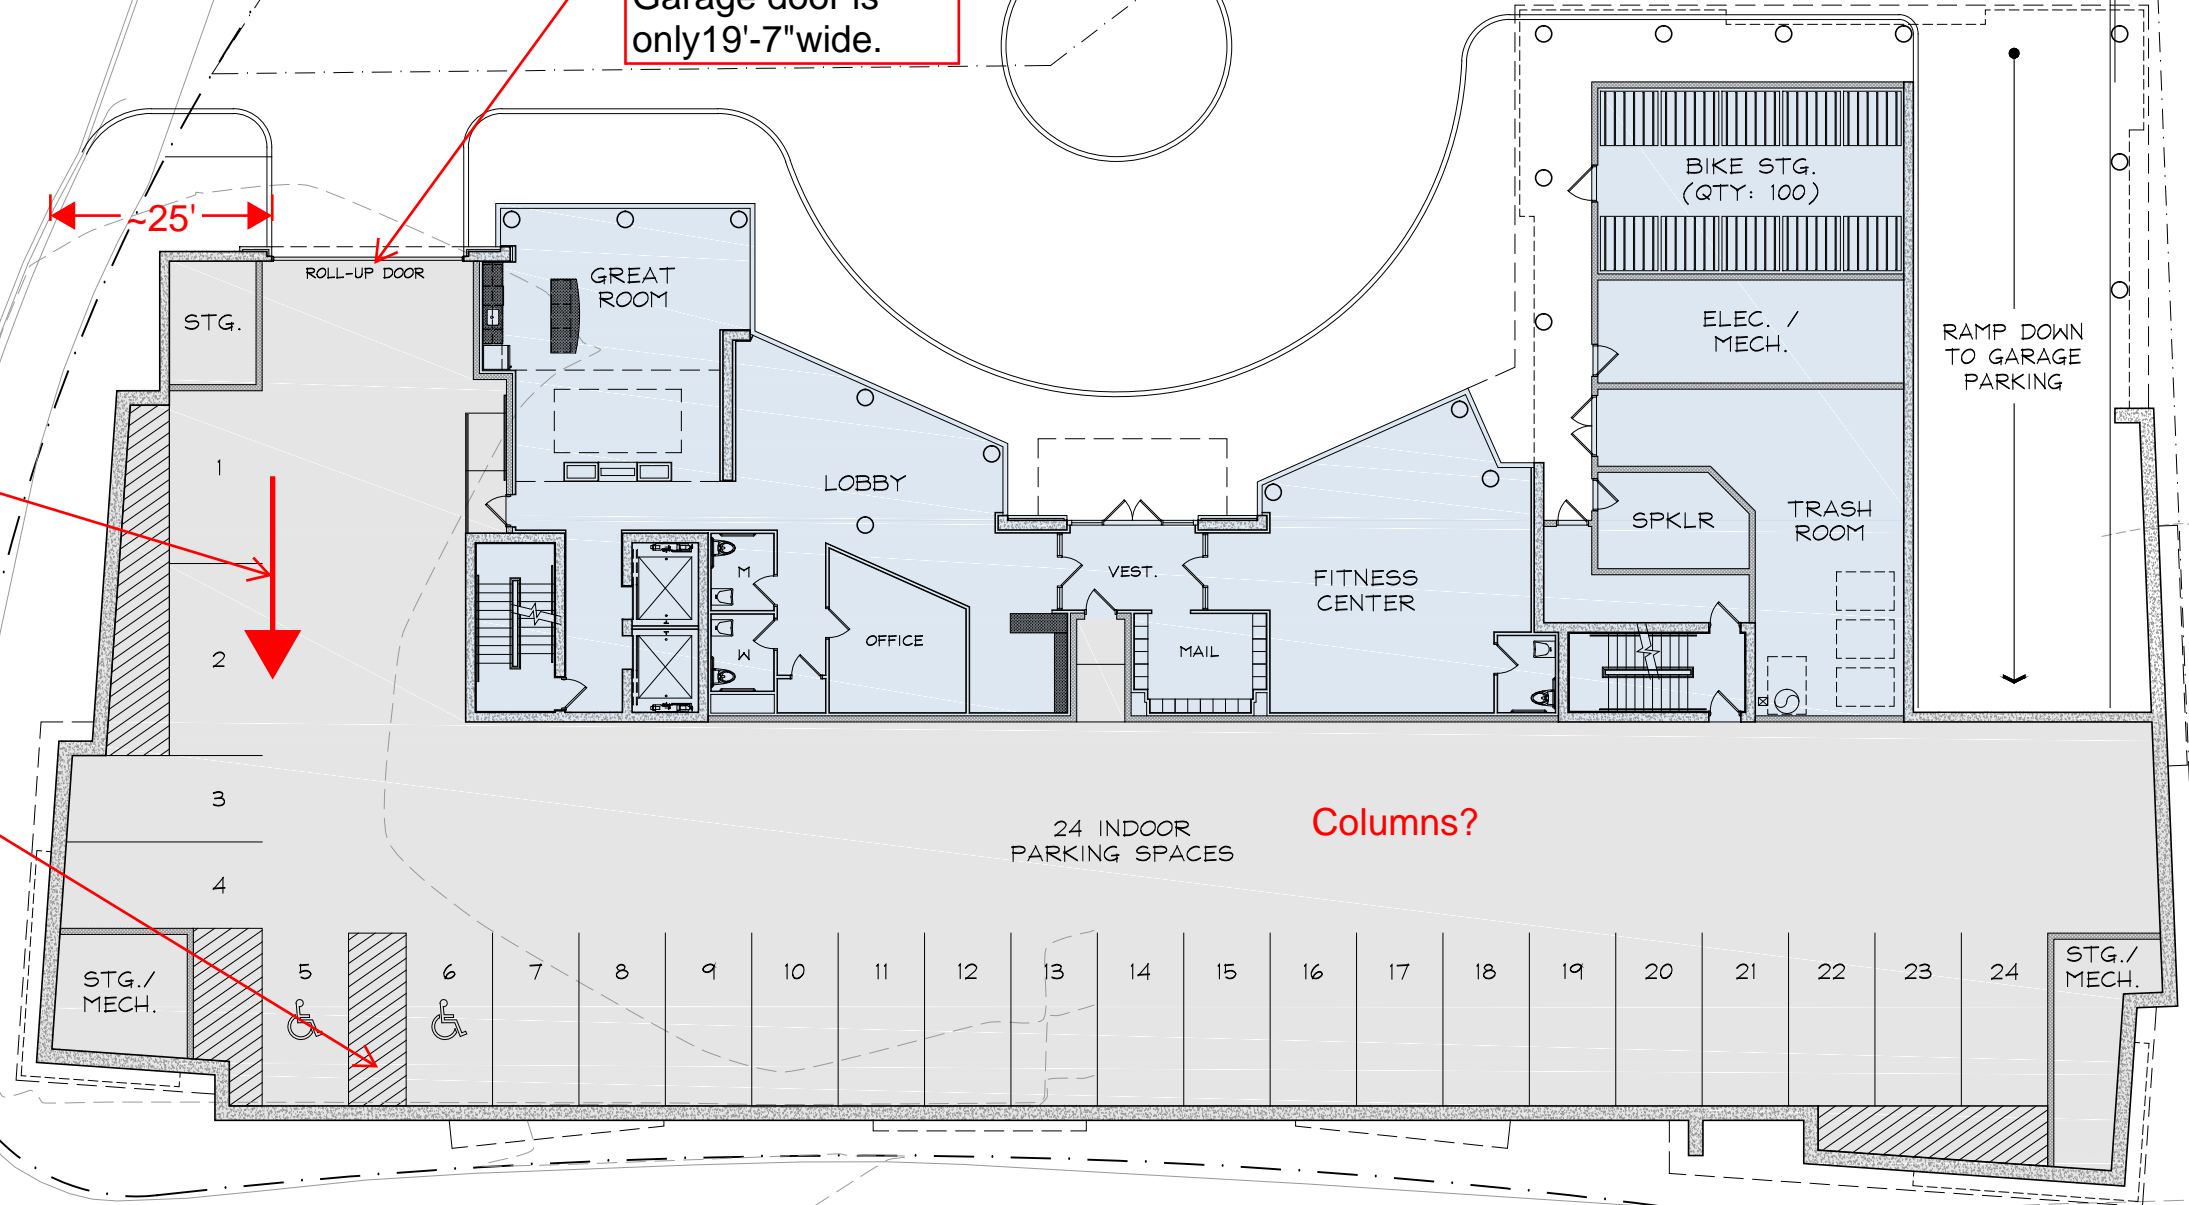 Garage door is
only19'-7"wide.
~25'
ROLL-UP DOOR
STG.
GREAT
ROOM
BIKE STG.
(QTY: 100)
ELEC. /
MECH.
RAMP DOWN
TO GARAGE
PARKING
LOBBY
1
SPKLR
TRASH
ROOM
M
VEST.
FITNESS
CENTER
W
OFFICE
MAIL
2
3
24 INDOOR
PARKING SPACES
Columns?
4
STG./
MECH.
5
6
7
8
9
10
11
12
13
14
15
16
17
18
19
20
21
22
23
24
STG./
MECH.